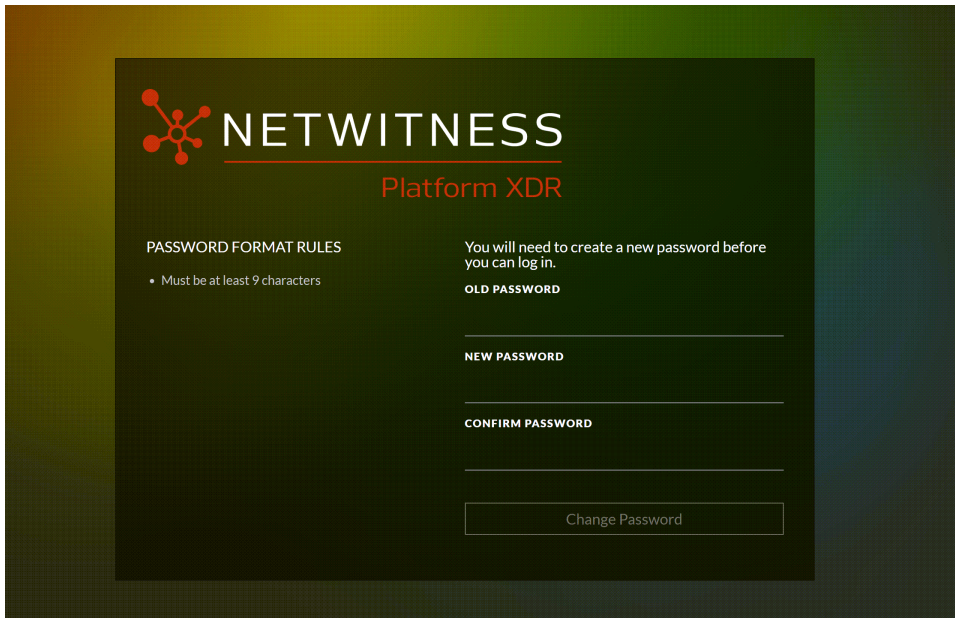 NETWITNESS
Platform XDR
PASSWORD FORMAT RULES
• Must be at least 9 characters
You will need to create a new password before
you can log in.
OLD PASSWORD
NEW PASSWORD
CONFIRM PASSWORD
Change Password